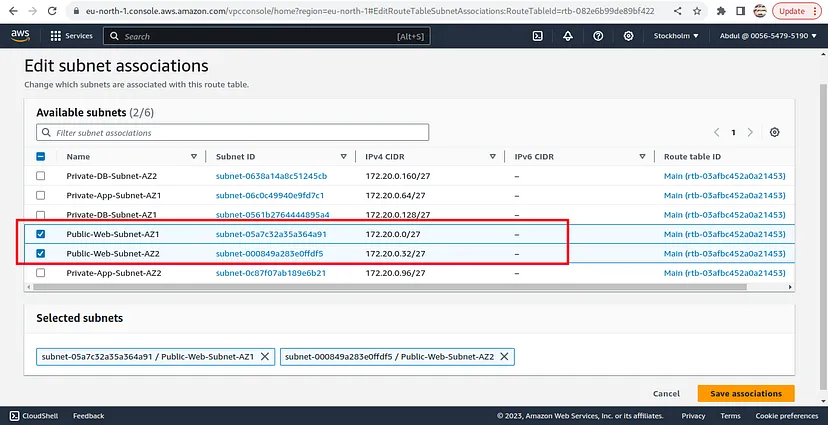 eu-north-1.console.aws.amazon.com/vpcconsole/home?region=eu-north-1#EditRouteTableSubnetAssociations:RouteTableId=rtb-082e6b99de89bf422
Update
aws Services Search [Alt+S] Stockholm Abdul @ 0056-5479-5190
Edit subnet associations
Change which subnets are associated with this route table.
Available subnets (2/6)
Filter subnet associations
1
Name Subnet ID IPv4 CIDR IPv6 CIDR Route table ID
Private-DB-Subnet-AZ2 subnet-0638a14a8c51245cb 172.20.0.160/27 – Main (rtb-03afbc452a0a21453)
Private-App-Subnet-AZ1 subnet-06c0c49940e9fd7c1 172.20.0.64/27 – Main (rtb-03afbc452a0a21453)
Private-DB-Subnet-AZ1 subnet-0561b2764444895a4 172.20.0.128/27 – Main (rtb-03afbc452a0a21453)
Public-Web-Subnet-AZ1 subnet-05a7c32a35a364a91 172.20.0.0/27 – Main (rtb-03afbc452a0a21453)
Public-Web-Subnet-AZ2 subnet-000849a283e0ffdf5 172.20.0.32/27 – Main (rtb-03afbc452a0a21453)
Private-App-Subnet-AZ2 subnet-0c87f07ab189e6b21 172.20.0.96/27 – Main (rtb-03afbc452a0a21453)
Selected subnets
subnet-05a7c32a35a364a91 / Public-Web-Subnet-AZ1 subnet-000849a283e0ffdf5 / Public-Web-Subnet-AZ2
Cancel Save associations
CloudShell Feedback © 2023, Amazon Web Services, Inc. or its affiliates. Privacy Terms Cookie preferences